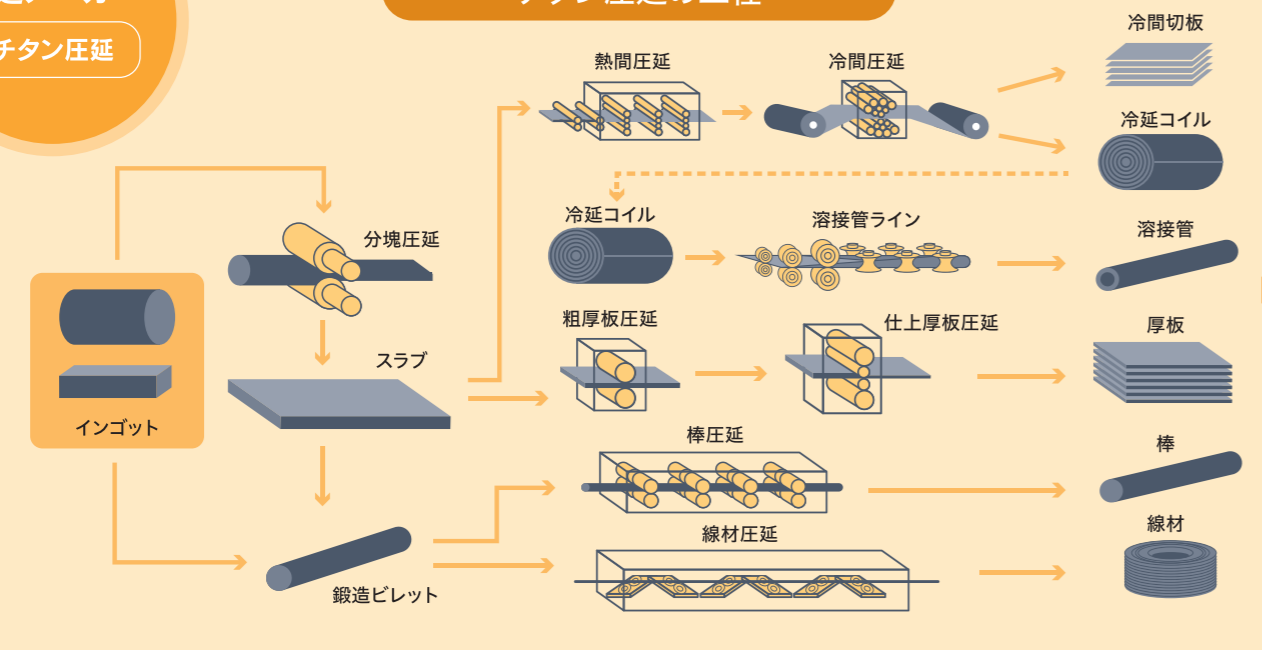 チタン圧延
冷間切板
熱間圧延
冷間圧延
冷延コイル
冷延コイル
溶接管ライン
溶接管
分塊圧延
粗厚板圧延
仕上厚板圧延
厚板
スラブ
インゴット
棒圧延
棒
線材圧延
線材
鍛造ビレット